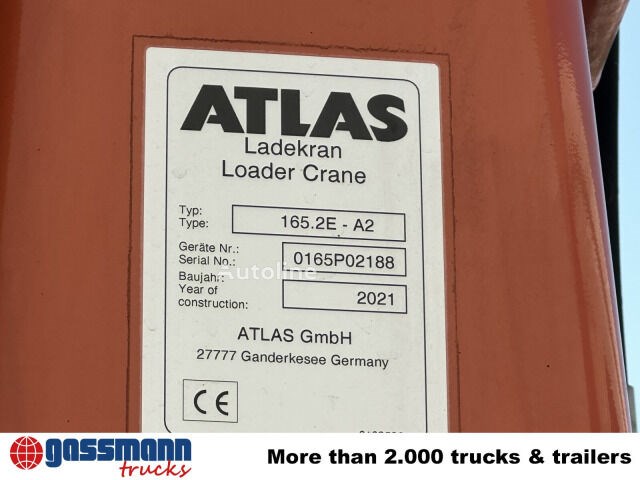 ATLAS
Ladekran
Loader Crane
Typ:
Type: 165.2E - A2
Geräte Nr.:
Serial No.: 0165P02188
Autoline
Baujahr:
Year of
construction: 2021
ATLAS GmbH
27777 Ganderkesee Germany
CE
gassmann
trucks
More than 2.000 trucks & trailers